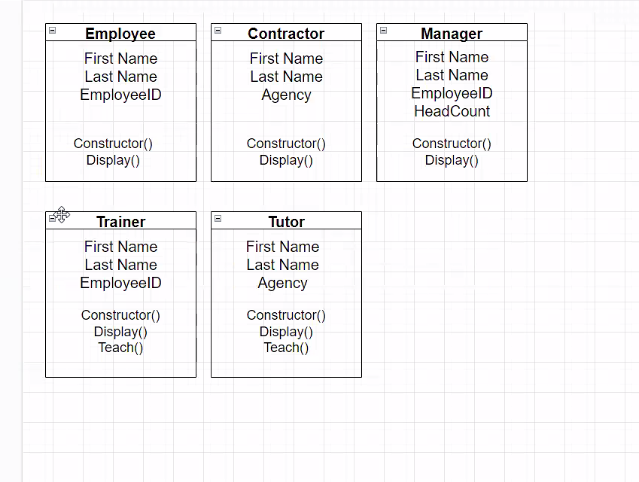 Employee
First Name
Last Name
EmployeeID
Constructor()
Display()
Contractor
First Name
Last Name
Agency
Constructor()
Display()
Manager
First Name
Last Name
EmployeeID
HeadCount
Constructor()
Display()
Trainer
First Name
Last Name
EmployeeID
Constructor()
Display()
Teach()
Tutor
First Name
Last Name
Agency
Constructor()
Display()
Teach()